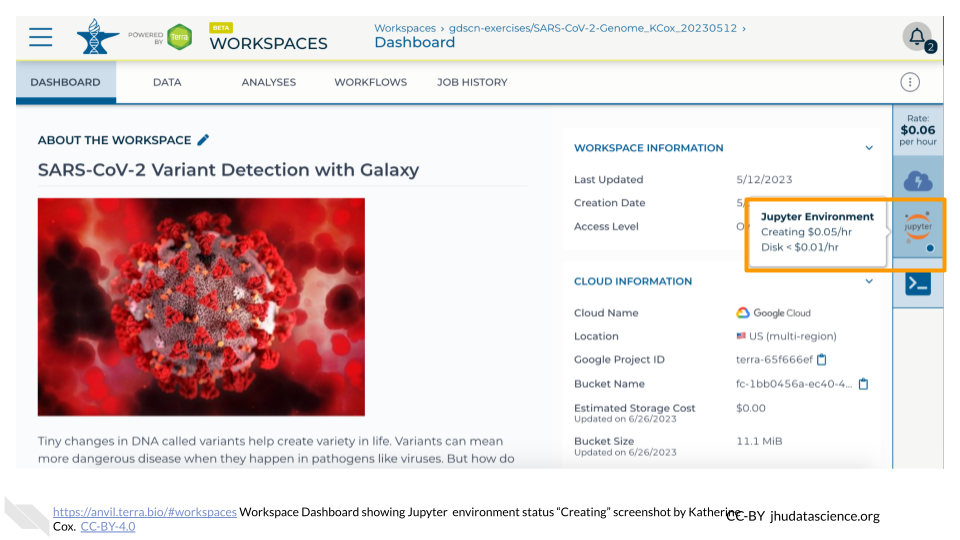 POWERED BY
Terra
BETA
WORKSPACES
Workspaces › gdscn-exercises/SARS-CoV-2-Genome_KCox_20230512 ›
Dashboard
2
DASHBOARD DATA ANALYSES WORKFLOWS JOB HISTORY
Rate:
$0.06
per hour
ABOUT THE WORKSPACE
SARS-CoV-2 Variant Detection with Galaxy
Tiny changes in DNA called variants help create variety in life. Variants can mean
more dangerous disease when they happen in pathogens like viruses. But how do
WORKSPACE INFORMATION
Last Updated 5/12/2023
Creation Date 5/
Access Level O
Jupyter Environment
Creating $0.05/hr
Disk < $0.01/hr
jupyter
CLOUD INFORMATION
Cloud Name Google Cloud
Location US (multi-region)
Google Project ID terra-65f666ef
Bucket Name fc-1bb0456a-ec40-4...
Estimated Storage Cost $0.00
Updated on 6/26/2023
Bucket Size 11.1 MiB
Updated on 6/26/2023
https://anvil.terra.bio/#workspaces Workspace Dashboard showing Jupyter environment status “Creating” screenshot by Katherine
Cox. CC-BY-4.0
CC-BY jhudatascience.org